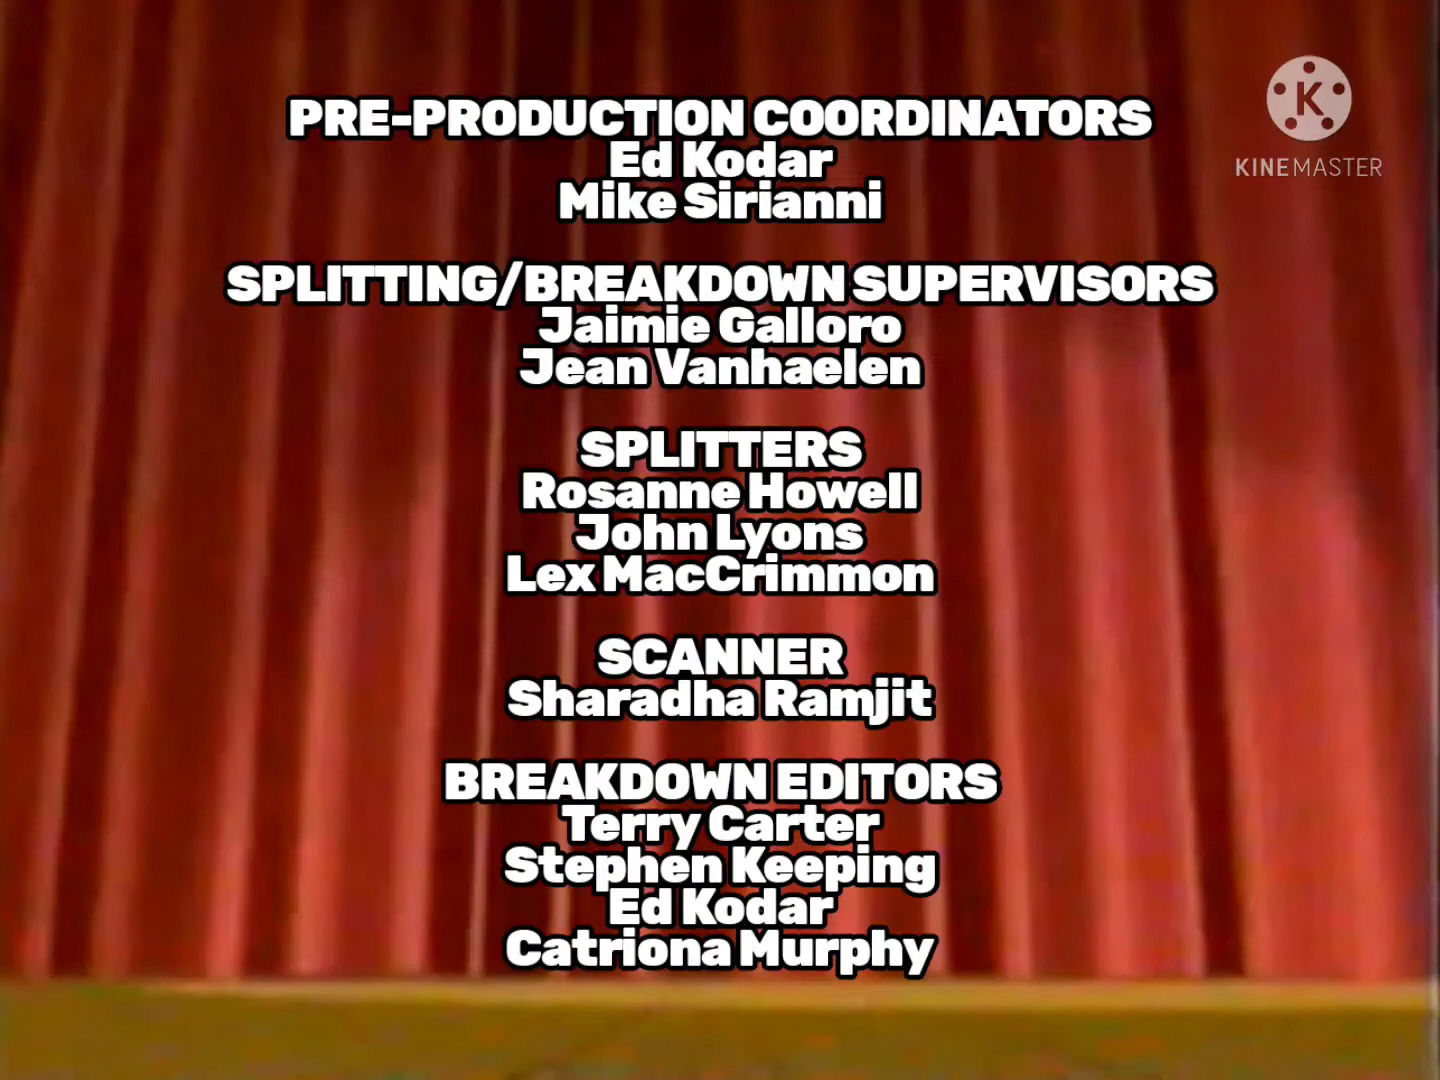 PRE-PRODUCTION COORDINATORS
Ed Kodar
Mike Sirianni
SPLITTING/BREAKDOWN SUPERVISORS
Jaimie Galloro
Jean Vanhaelen
SPLITTERS
Rosanne Howell
John Lyons
Lex MacCrimmon
SCANNER
Sharadha Ramjit
BREAKDOWN EDITORS
Terry Carter
Stephen Keeping
Ed Kodar
Catriona Murphy
K
KINEMASTER